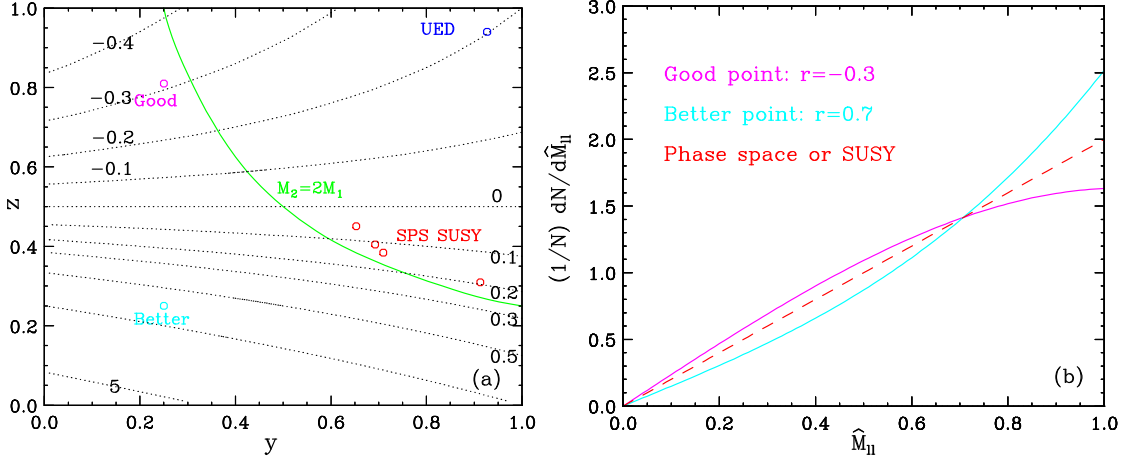 1.0
0.8
0.6
0.4
0.2
0.0
z
−0.4
−0.3
−0.2
−0.1
0
0.1
0.2
0.3
0.5
5
UED
Good
M₂=2M₁
SPS SUSY
Better
(a)
0.0 0.2 0.4 0.6 0.8 1.0
y
3.0
2.5
2.0
1.5
1.0
0.5
0.0
(1/N) dN/dM̂ₗₗ
Good point: r=−0.3
Better point: r=0.7
Phase space or SUSY
(b)
0.0 0.2 0.4 0.6 0.8 1.0
M̂ₗₗ